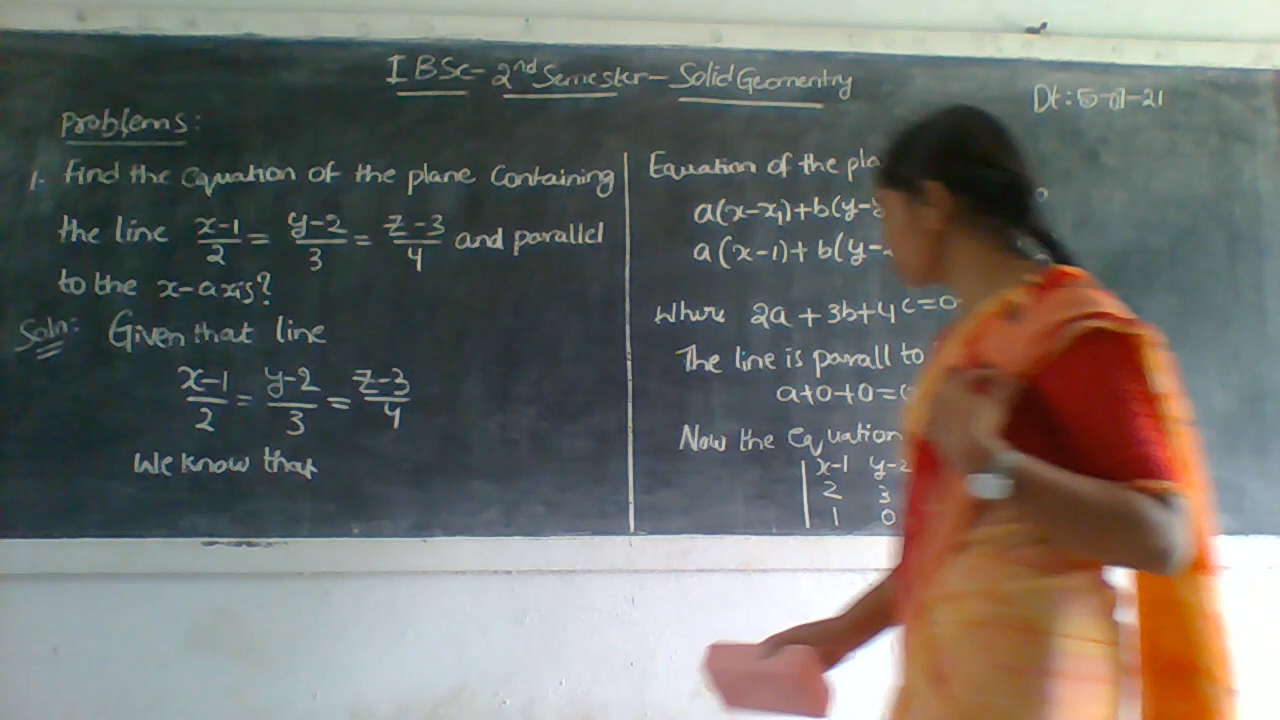 I BSc - 2nd Semester - Solid Geomentry
Dt: 5-07-21
Problems:
1. Find the equation of the plane containing
the line x-1/2 = y-2/3 = z-3/4 and parallel
to the x-axis?
Soln: Given that line
x-1/2 = y-2/3 = z-3/4
We know that
Equation of the
a(x-x1)+b(y-
a(x-1)+b(y-
Where 2a+3b+4c=0
The line is parall to
a+0+0=0
Now the equation
x-1 y-2
2 3
1 0